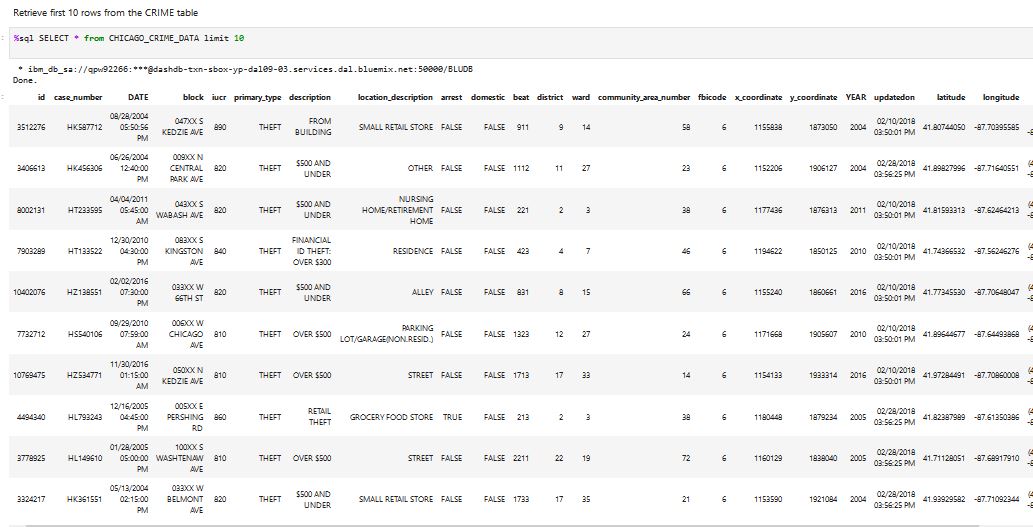 Retrieve first 10 rows from the CRIME table
%sql SELECT * from CHICAGO_CRIME_DATA limit 10
* ibm_db_sa://qpw92266:***@dashdb-txn-sbox-yp-dal09-03.services.dal.bluemix.net:50000/BLUDB
Done.
id case_number DATE block iucr primary_type description location_description arrest domestic beat district ward community_area_number fbicode x_coordinate y_coordinate YEAR updatedon latitude longitude
3512276 HK587712 08/28/2004 05:50:56 PM 047XX S KEDZIE AVE 890 THEFT FROM BUILDING SMALL RETAIL STORE FALSE FALSE 911 9 14 58 6 1155838 1873050 2004 02/10/2018 03:50:01 PM 41.80744050 -87.70395585
3406613 HK456306 06/26/2004 12:40:00 PM 009XX N CENTRAL PARK AVE 820 THEFT $500 AND UNDER OTHER FALSE FALSE 1112 11 27 23 6 1152206 1906127 2004 02/28/2018 03:56:25 PM 41.89827996 -87.71640551
8002131 HT233595 04/04/2011 05:45:00 AM 043XX S WABASH AVE 820 THEFT $500 AND UNDER NURSING HOME/RETIREMENT HOME FALSE FALSE 221 2 3 38 6 1177436 1876313 2011 02/10/2018 03:50:01 PM 41.81593313 -87.62464213
7903289 HT133522 12/30/2010 04:30:00 PM 083XX S KINGSTON AVE 840 THEFT FINANCIAL ID THEFT: OVER $300 RESIDENCE FALSE FALSE 423 4 7 46 6 1194622 1850125 2010 02/10/2018 03:50:01 PM 41.74366532 -87.56246276
10402076 HZ138551 02/02/2016 07:30:00 PM 033XX W 66TH ST 820 THEFT $500 AND UNDER ALLEY FALSE FALSE 831 8 15 66 6 1155240 1860661 2016 02/10/2018 03:50:01 PM 41.77345530 -87.70648047
7732712 HS540106 09/29/2010 07:59:00 AM 006XX W CHICAGO AVE 810 THEFT OVER $500 PARKING LOT/GARAGE(NON.RESID.) FALSE FALSE 1323 12 27 24 6 1171668 1905607 2010 02/10/2018 03:50:01 PM 41.89644677 -87.64493868
10769475 HZ534771 11/30/2016 01:15:00 AM 050XX N KEDZIE AVE 810 THEFT OVER $500 STREET FALSE FALSE 1713 17 33 14 6 1154133 1933314 2016 02/10/2018 03:50:01 PM 41.97284491 -87.70860008
4494340 HL793243 12/16/2005 04:45:00 PM 005XX E PERSHING RD 860 THEFT RETAIL THEFT GROCERY FOOD STORE TRUE FALSE 213 2 3 38 6 1180448 1879234 2005 02/28/2018 03:56:25 PM 41.82387989 -87.61350386
3778925 HL149610 01/28/2005 05:00:00 PM 100XX S WASHTENAW AVE 810 THEFT OVER $500 STREET FALSE FALSE 2211 22 19 72 6 1160129 1838040 2005 02/28/2018 03:56:25 PM 41.71128051 -87.68917910
3324217 HK361551 05/13/2004 02:15:00 PM 033XX W BELMONT AVE 820 THEFT $500 AND UNDER SMALL RETAIL STORE FALSE FALSE 1733 17 35 21 6 1153590 1921084 2004 02/28/2018 03:56:25 PM 41.93929582 -87.71092344